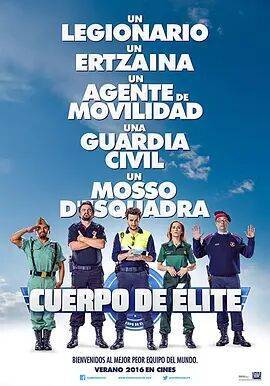 UN
LEGIONARIO
UN
ERTZAINA
UN
AGENTE DE
MOVILIDAD
UNA
GUARDIA
CIVIL
UN
MOSSO
D'ESQUADRA
CUERPO DE ÉLITE
BIENVENIDOS AL MEJOR PEOR EQUIPO DEL MUNDO.
VERANO 2016 EN CINES